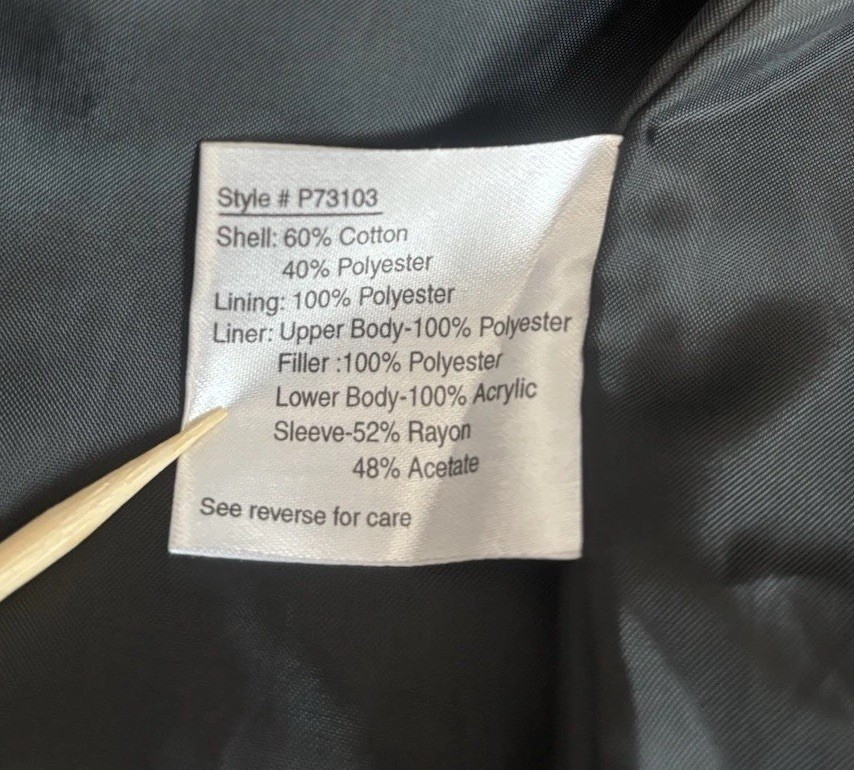 Style # P73103
Shell: 60% Cotton
40% Polyester
Lining: 100% Polyester
Liner: Upper Body-100% Polyester
Filler :100% Polyester
Lower Body-100% Acrylic
Sleeve-52% Rayon
48% Acetate
See reverse for care